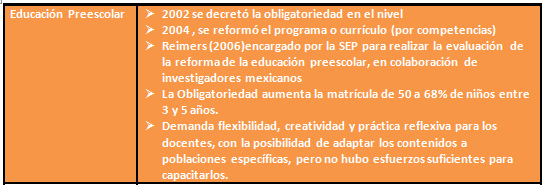 Educación Preescolar
➢ 2002 se decretó la obligatoriedad en el nivel
➢ 2004 , se reformó el programa o currículo (por competencias)
➢ Reimers (2006)encargado por la SEP para realizar la evaluación de
la reforma de la educación preescolar, en colaboración de
investigadores mexicanos
➢ La Obligatoriedad aumenta la matrícula de 50 a 68% de niños entre
3 y 5 años.
➢ Demanda flexibilidad, creatividad y práctica reflexiva para los
docentes, con la posibilidad de adaptar los contenidos a
poblaciones específicas, pero no hubo esfuerzos suficientes para
capacitarlos.